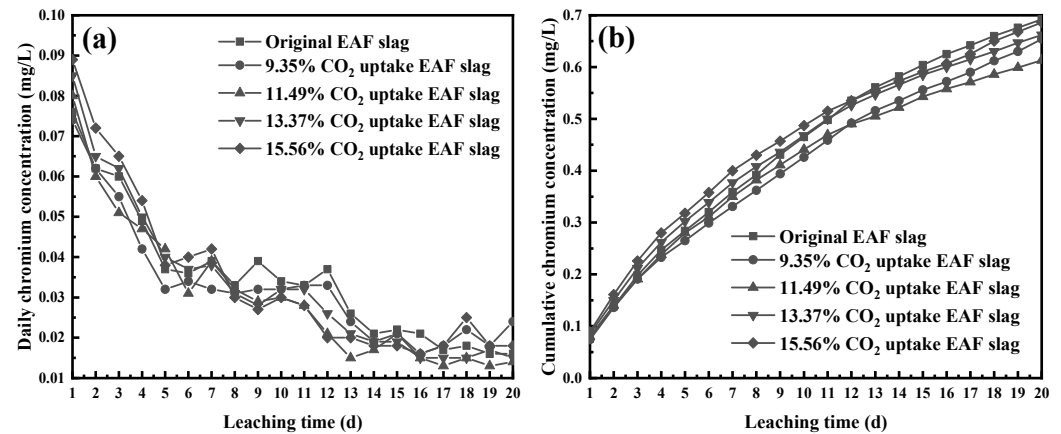 (a)
Original EAF slag
9.35% CO2 uptake EAF slag
11.49% CO2 uptake EAF slag
13.37% CO2 uptake EAF slag
15.56% CO2 uptake EAF slag
Daily chromium concentration (mg/L)
0.10
0.09
0.08
0.07
0.06
0.05
0.04
0.03
0.02
0.01
1 2 3 4 5 6 7 8 9 10 11 12 13 14 15 16 17 18 19 20
Leaching time (d)
(b)
Original EAF slag
9.35% CO2 uptake EAF slag
11.49% CO2 uptake EAF slag
13.37% CO2 uptake EAF slag
15.56% CO2 uptake EAF slag
Cumulative chromium concentration (mg/L)
0.7
0.6
0.5
0.4
0.3
0.2
0.1
0.0
1 2 3 4 5 6 7 8 9 10 11 12 13 14 15 16 17 18 19 20
Leaching time (d)